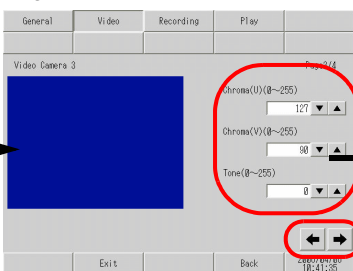 General Video Recording Play
Video Camera 3
Chroma(U)(0~255)
127
Chroma(V)(0~255)
90
Tone(0~255)
0
Exit Back
10:41:35